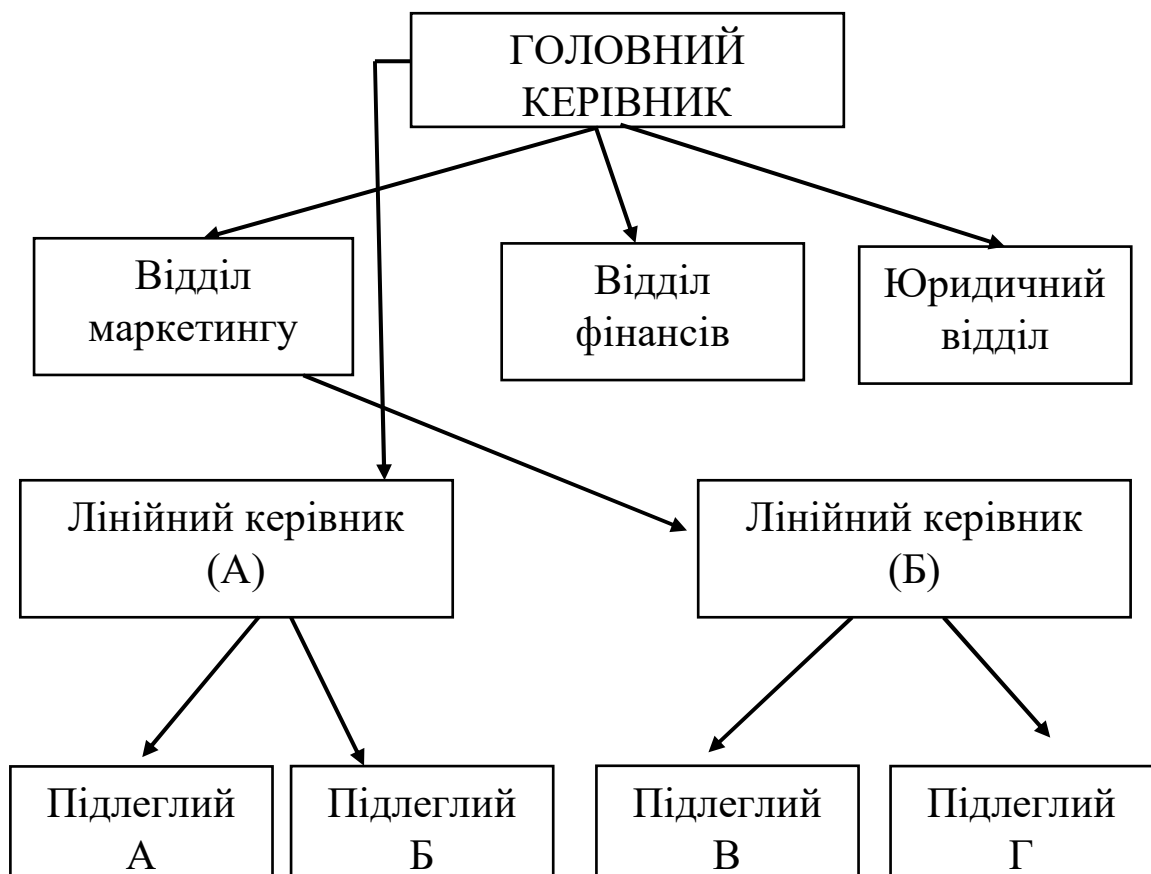 ГОЛОВНИЙ
КЕРІВНИК
Відділ
маркетингу
Відділ
фінансів
Юридичний
відділ
Лінійний керівник
(А)
Лінійний керівник
(Б)
Підлеглий
А
Підлеглий
Б
Підлеглий
В
Підлеглий
Г